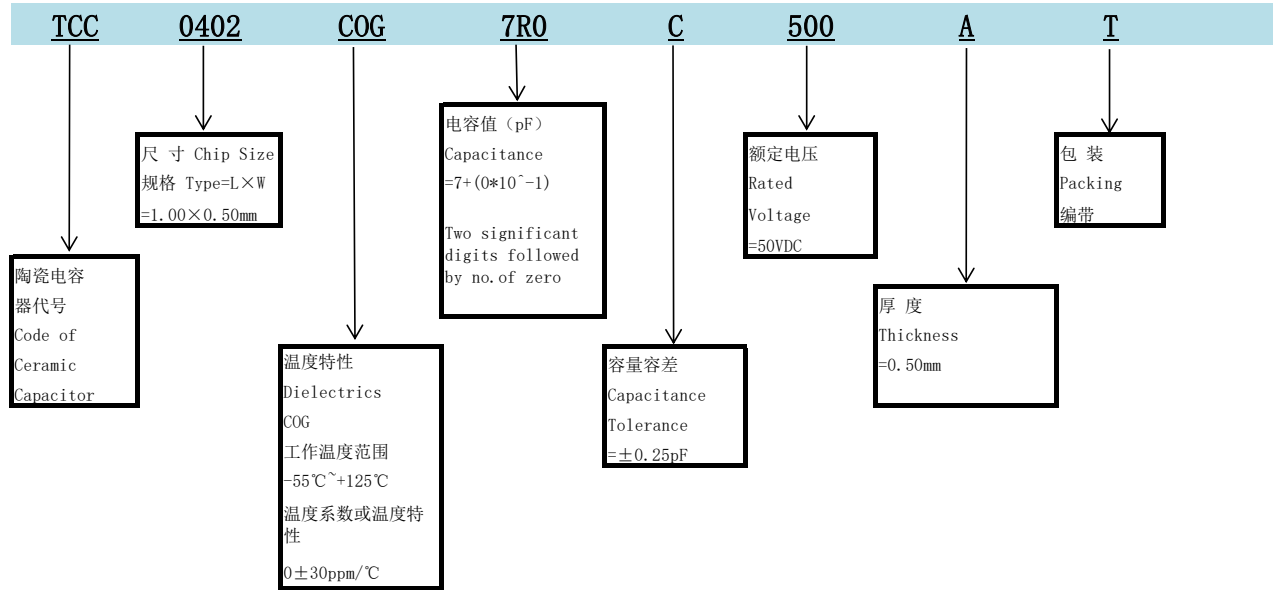 TCC 0402 COG 7R0 C 500 A T
陶瓷电容
器代号
Code of
Ceramic
Capacitor
尺 寸 Chip Size
规格 Type=L×W
=1.00×0.50mm
温度特性
Dielectrics
COG
工作温度范围
-55℃~+125℃
温度系数或温度特
性
0±30ppm/℃
电容值（pF）
Capacitance
=7+(0*10^-1)
Two significant
digits followed
by no.of zero
容量容差
Capacitance
Tolerance
=±0.25pF
额定电压
Rated
Voltage
=50VDC
厚 度
Thickness
=0.50mm
包 装
Packing
编带